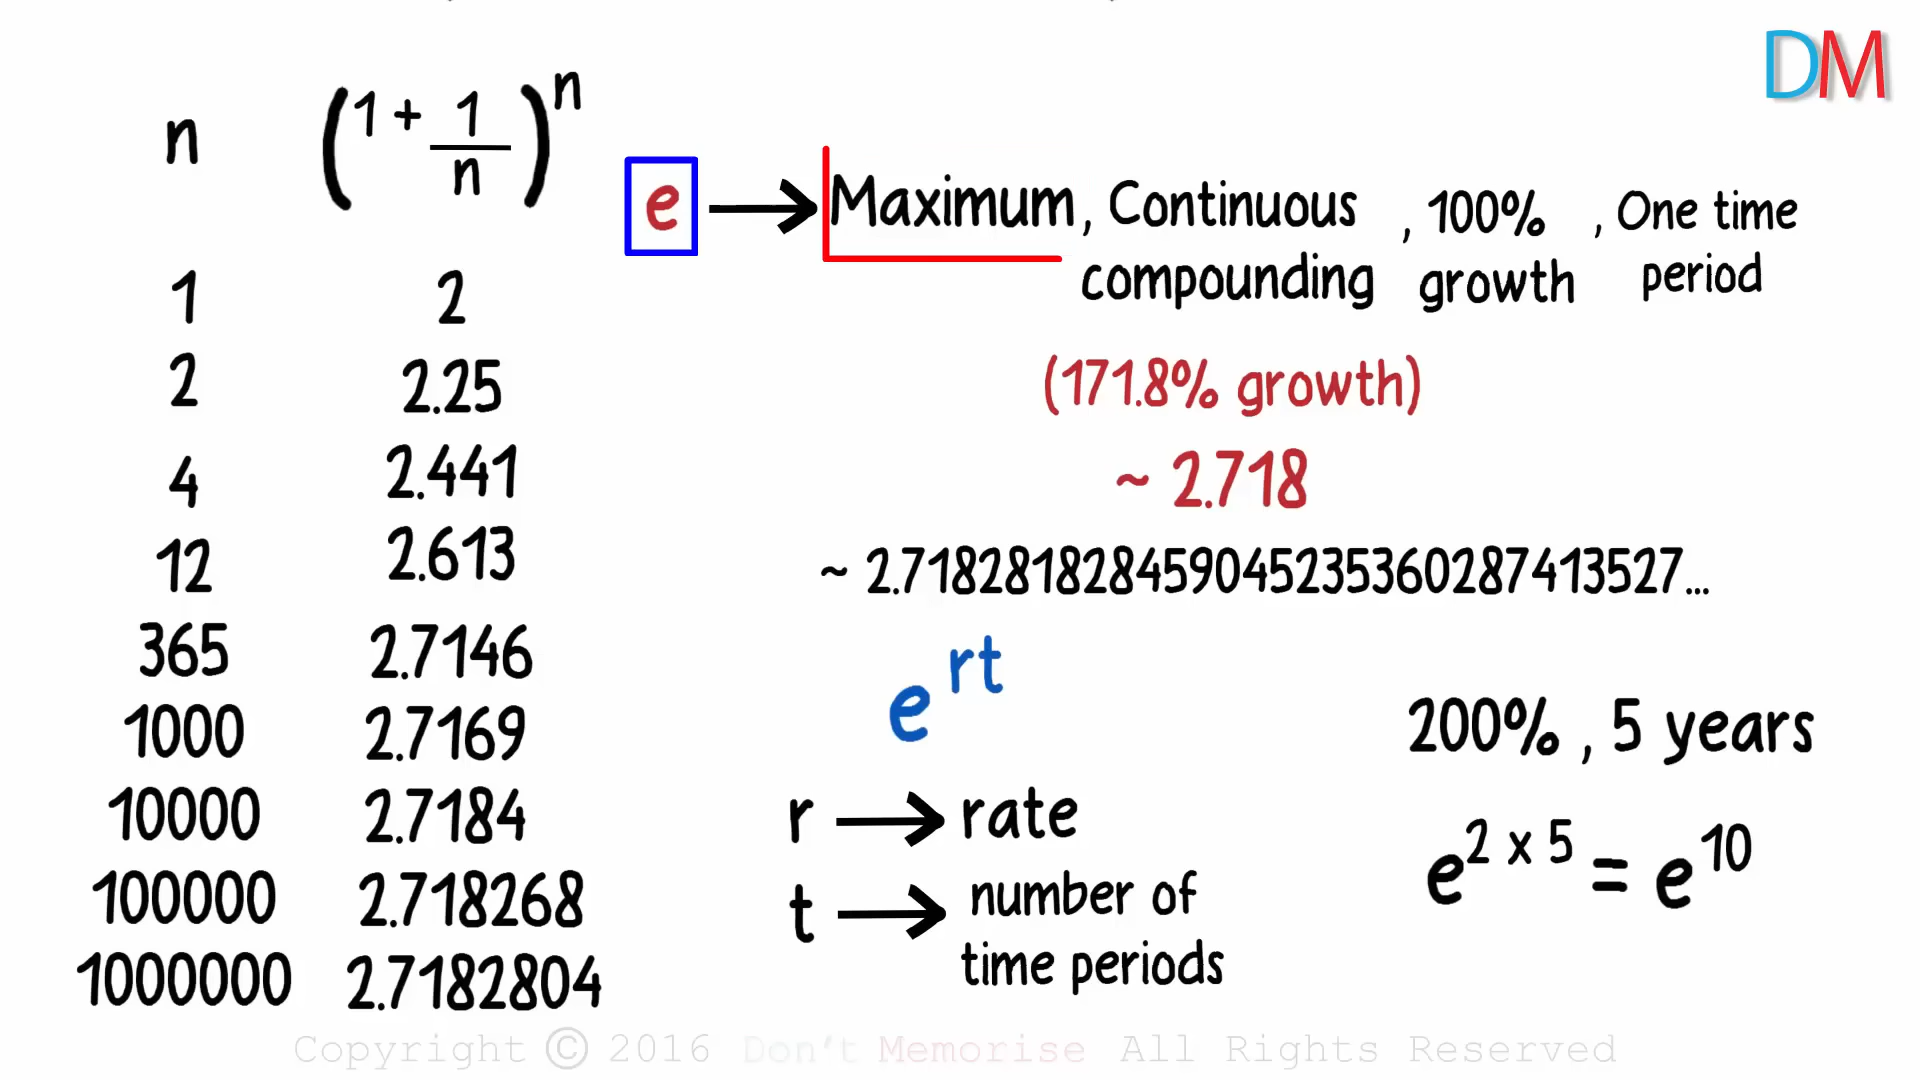 DM
n (1 + 1/n)^n
1 2
2 2.25
4 2.441
12 2.613
365 2.7146
1000 2.7169
10000 2.7184
100000 2.718268
1000000 2.7182804
e → Maximum, Continuous compounding, 100% growth, One time period
(171.8% growth)
~ 2.718
~ 2.71828182845904523536028747413527...
e^rt
r → rate
t → number of
time periods
200%, 5 years
e^2 x 5 = e^10
Copyright © 2016 Don't Memorise All Rights Reserved